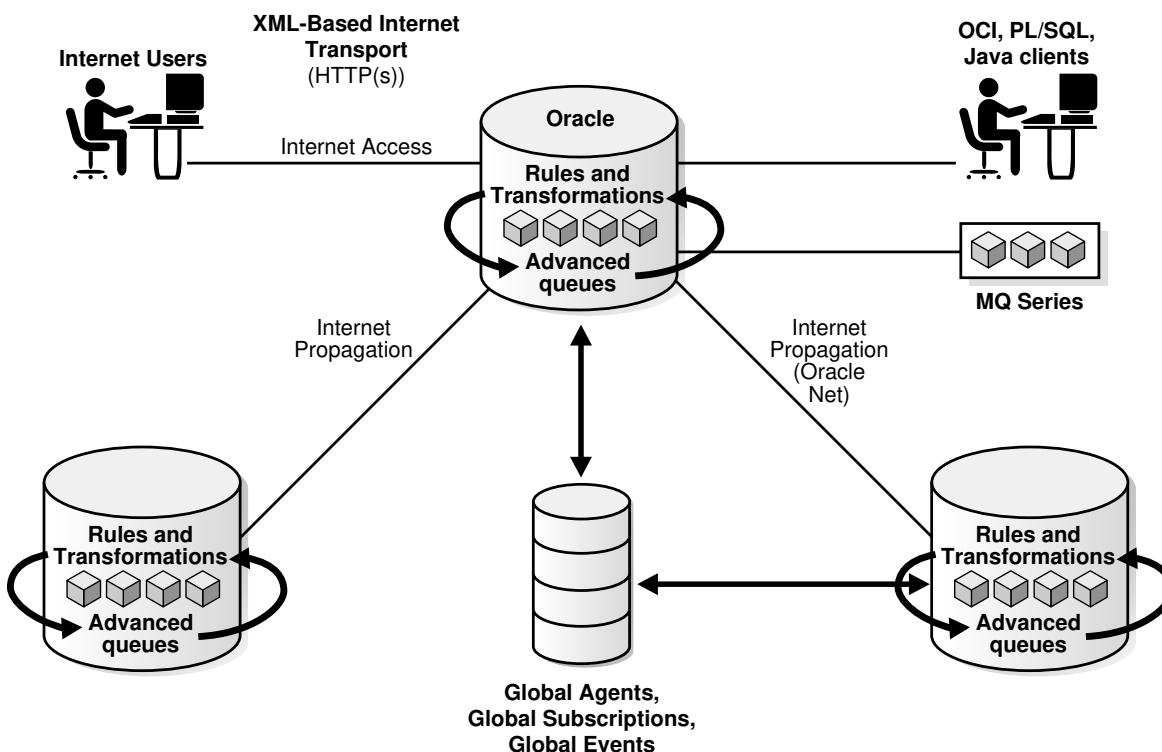 XML-Based Internet
Transport
(HTTP(s))
Internet Users
OCI, PL/SQL,
Java clients
Oracle
Internet Access
Rules and
Transformations
Advanced
queues
MQ Series
Internet
Propagation
Internet
Propagation
(Oracle
Net)
Rules and
Transformations
Advanced
queues
Rules and
Transformations
Advanced
queues
Global Agents,
Global Subscriptions,
Global Events